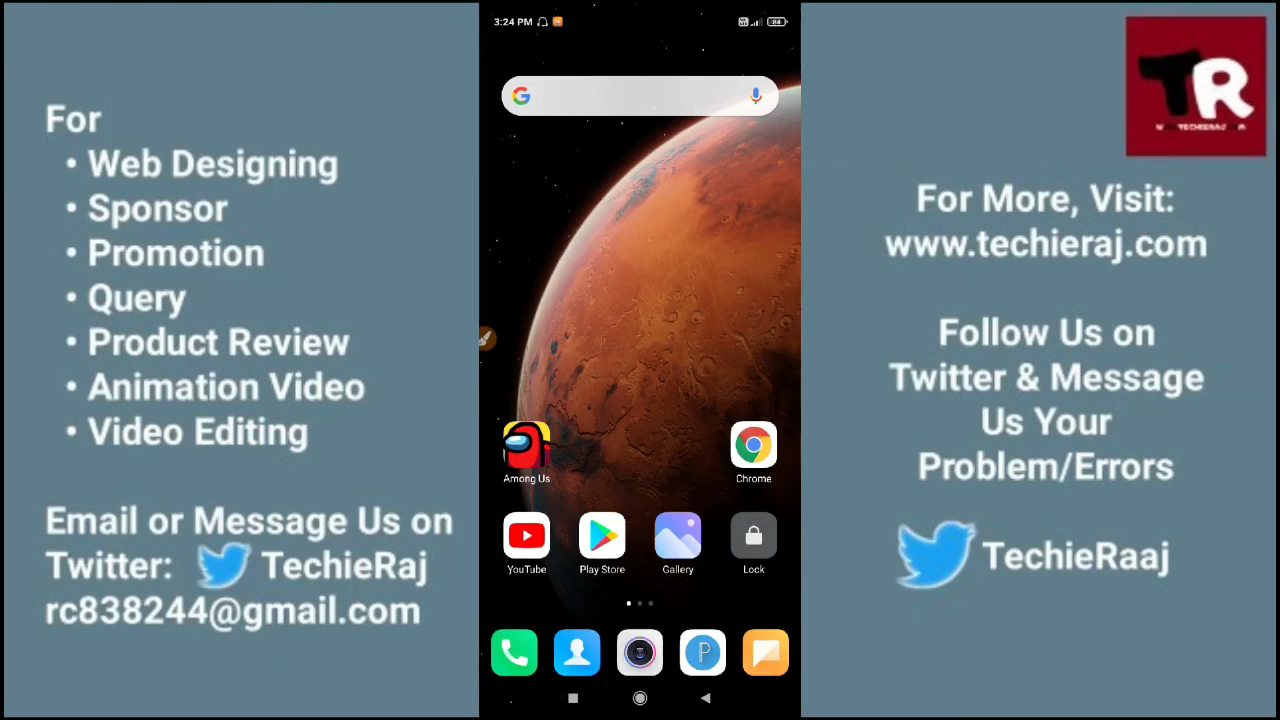 For
• Web Designing
• Sponsor
• Promotion
• Query
• Product Review
• Animation Video
• Video Editing
Email or Message Us on
Twitter: TechieRaj
rc838244@gmail.com
3:24 PM
84
G
Among Us
Chrome
YouTube
Play Store
Gallery
Lock
P
TR
For More, Visit:
www.techieraj.com
Follow Us on
Twitter & Message
Us Your
Problem/Errors
TechieRaaj